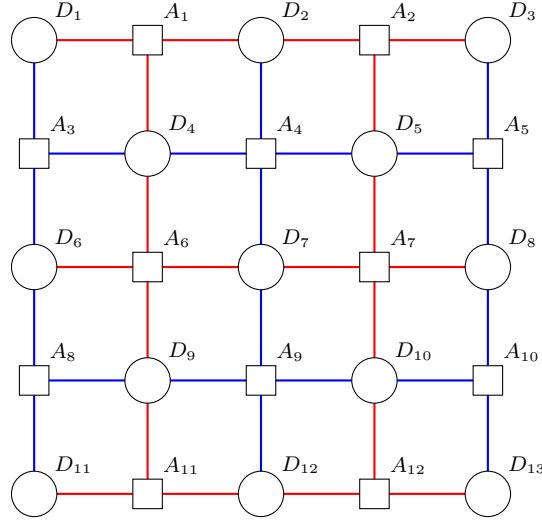 D₁ A₁ D₂ A₂ D₃
A₃ D₄ A₄ D₅ A₅
D₆ A₆ D₇ A₇ D₈
A₈ D₉ A₉ D₁₀ A₁₀
D₁₁ A₁₁ D₁₂ A₁₂ D₁₃